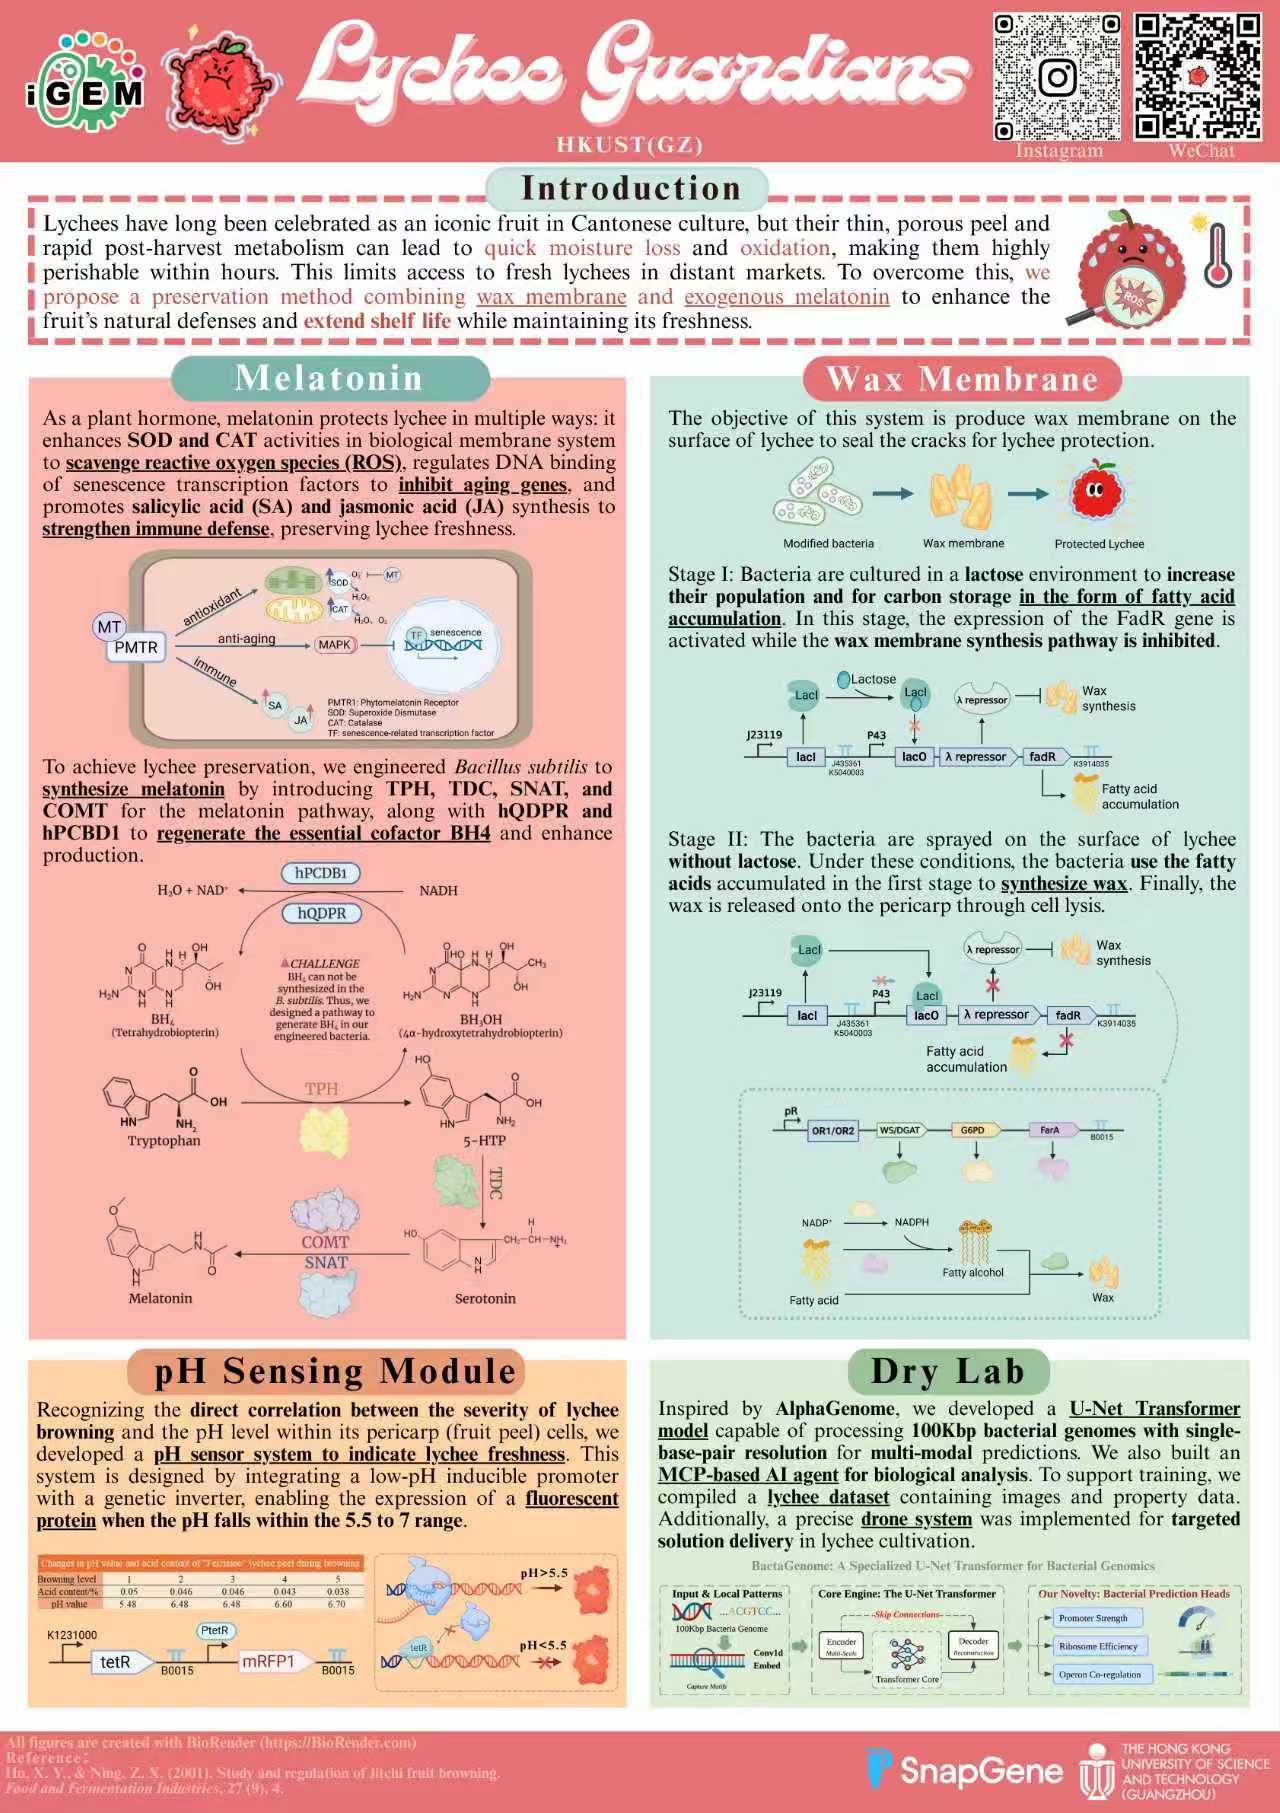 iGEM
Lychee Guardians
HKUST(GZ)
Instagram
WeChat
Introduction
Lychees have long been celebrated as an iconic fruit in Cantonese culture, but their thin, porous peel and
rapid post-harvest metabolism can lead to quick moisture loss and oxidation, making them highly
perishable within hours. This limits access to fresh lychees in distant markets. To overcome this, we
propose a preservation method combining wax membrane and exogenous melatonin to enhance the
fruit's natural defenses and extend shelf life while maintaining its freshness.
ROS
Melatonin
As a plant hormone, melatonin protects lychee in multiple ways: it
enhances SOD and CAT activities in biological membrane system
to scavenge reactive oxygen species (ROS), regulates DNA binding
of senescence transcription factors to inhibit aging genes, and
promotes salicylic acid (SA) and jasmonic acid (JA) synthesis to
strengthen immune defense, preserving lychee freshness.
MT
PMTR
antioxidant
anti-aging
immune
SOD
CAT
MT
H₂O₂
H₂O, O₂
MAPK
TF
senescence
SA
JA
PMTR1: Phytomelatonin Receptor
SOD: Superoxide Dismutase
CAT: Catalase
TF: senescence-related transcription factor
To achieve lychee preservation, we engineered Bacillus subtilis to
synthesize melatonin by introducing TPH, TDC, SNAT, and
COMT for the melatonin pathway, along with hQDPR and
hPCBD1 to regenerate the essential cofactor BH4 and enhance
production.
hPCDB1
H₂O + NAD⁺
NADH
hQDPR
CHALLENGE
BH₄ can not be
synthesized in the
B. subtilis. Thus, we
designed a pathway to
generate BH₄ in our
engineered bacteria.
BH₄
(Tetrahydrobiopterin)
BH₃OH
(4α-hydroxytetrahydrobiopterin)
TPH
Tryptophan
5-HTP
TDC
COMT
SNAT
Melatonin
Serotonin
Wax Membrane
The objective of this system is produce wax membrane on the
surface of lychee to seal the cracks for lychee protection.
Modified bacteria
Wax membrane
Protected Lychee
Stage I: Bacteria are cultured in a lactose environment to increase
their population and for carbon storage in the form of fatty acid
accumulation. In this stage, the expression of the FadR gene is
activated while the wax membrane synthesis pathway is inhibited.
LacI
Lactose
LacI
λ repressor
Wax
synthesis
J23119
P43
lacI
J435361
K5040003
lacO
λ repressor
fadR
K3914035
Fatty acid
accumulation
Stage II: The bacteria are sprayed on the surface of lychee
without lactose. Under these conditions, the bacteria use the fatty
acids accumulated in the first stage to synthesize wax. Finally, the
wax is released onto the pericarp through cell lysis.
LacI
λ repressor
Wax
synthesis
J23119
P43
LacI
lacI
J435361
K5040003
lacO
λ repressor
fadR
K3914035
Fatty acid
accumulation
pR
OR1/OR2
WS/DGAT
G6PD
FarA
B0015
NADP⁺
NADPH
Fatty alcohol
Fatty acid
Wax
pH Sensing Module
Recognizing the direct correlation between the severity of lychee
browning and the pH level within its pericarp (fruit peel) cells, we
developed a pH sensor system to indicate lychee freshness. This
system is designed by integrating a low-pH inducible promoter
with a genetic inverter, enabling the expression of a fluorescent
protein when the pH falls within the 5.5 to 7 range.
Changes in pH value and acid content of "Feizixiao" lychee peel during browning
Browning level 1 2 3 4 5
Acid content/% 0.05 0.046 0.046 0.043 0.038
pH value 5.48 6.48 6.48 6.60 6.70
K1231000
PtetR
tetR
B0015
mRFP1
B0015
pH>5.5
tetR
pH<5.5
Dry Lab
Inspired by AlphaGenome, we developed a U-Net Transformer
model capable of processing 100Kbp bacterial genomes with single-
base-pair resolution for multi-modal predictions. We also built an
MCP-based AI agent for biological analysis. To support training, we
compiled a lychee dataset containing images and property data.
Additionally, a precise drone system was implemented for targeted
solution delivery in lychee cultivation.
BactaGenome: A Specialized U-Net Transformer for Bacterial Genomics
Input & Local Patterns
...ACGTCC...
100Kbp Bacteria Genome
Conv1d
Embed
Capture Motifs
Core Engine: The U-Net Transformer
Skip Connections
Encoder
Multi-Scale
Decoder
Reconstruction
Transformer Core
Our Novelty: Bacterial Prediction Heads
Promoter Strength
Ribosome Efficiency
Operon Co-regulation
All figures are created with BioRender (https://BioRender.com)
Reference:
Hu, X. Y., & Ning, Z. X. (2001). Study and regulation of litchi fruit browning.
Food and Fermentation Industries, 27 (9), 4.
SnapGene
THE HONG KONG
UNIVERSITY OF SCIENCE
AND TECHNOLOGY
(GUANGZHOU)